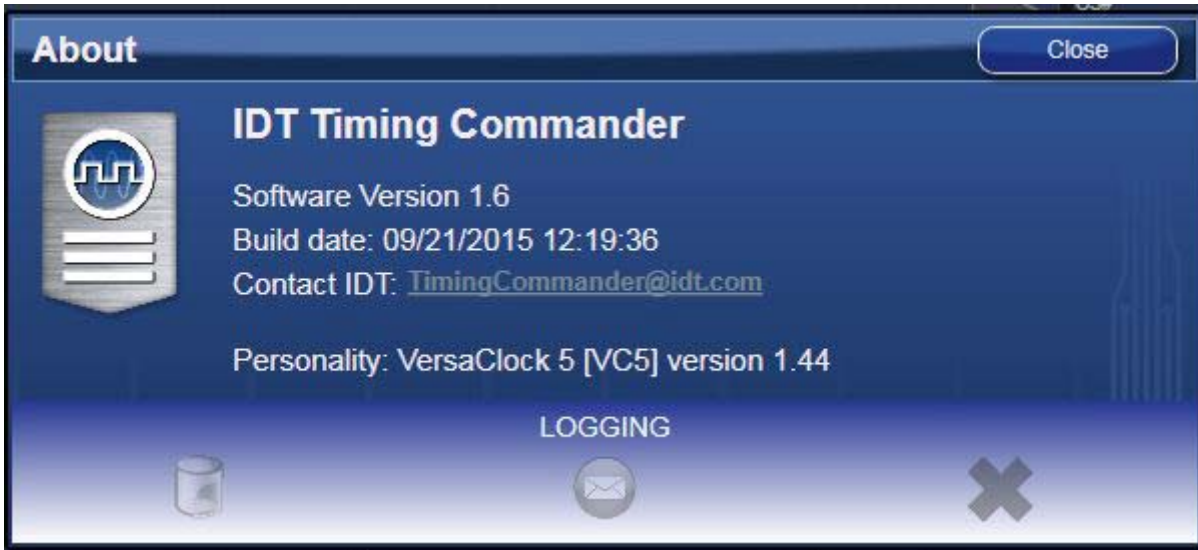 About
Close
IDT Timing Commander
Software Version 1.6
Build date: 09/21/2015 12:19:36
Contact IDT: TimingCommander@idt.com
Personality: VersaClock 5 [VC5] version 1.44
LOGGING